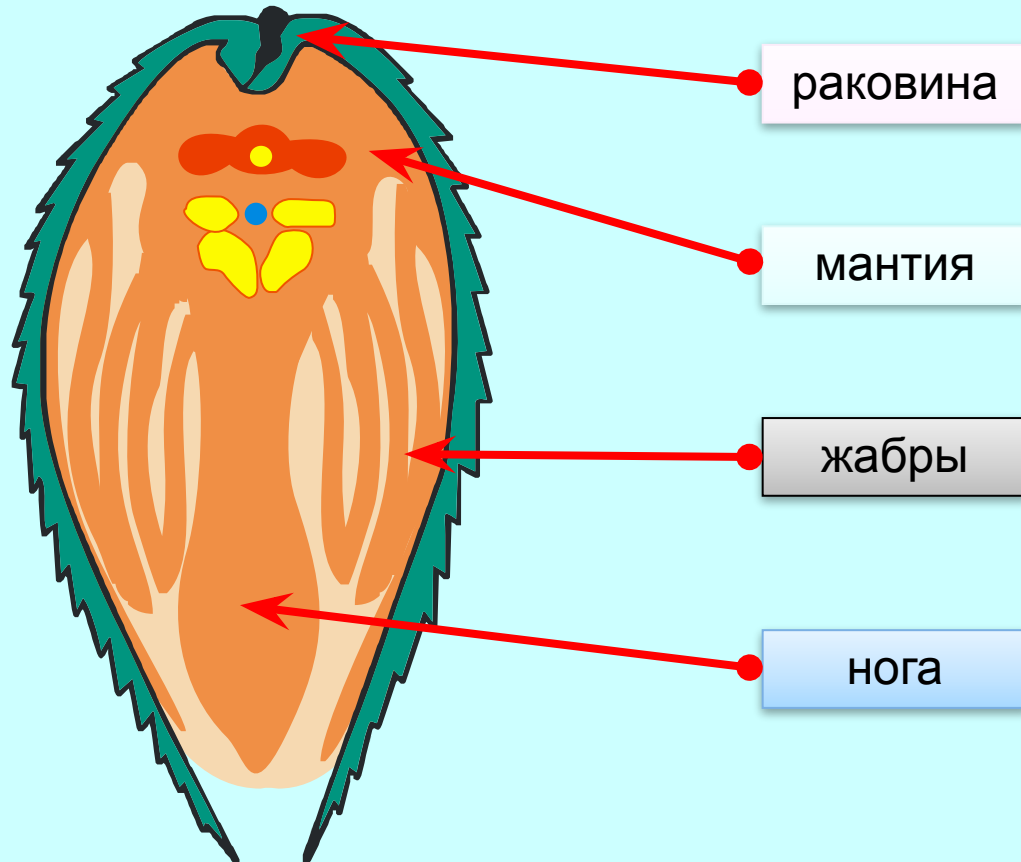 раковина
мантия
жабры
нога